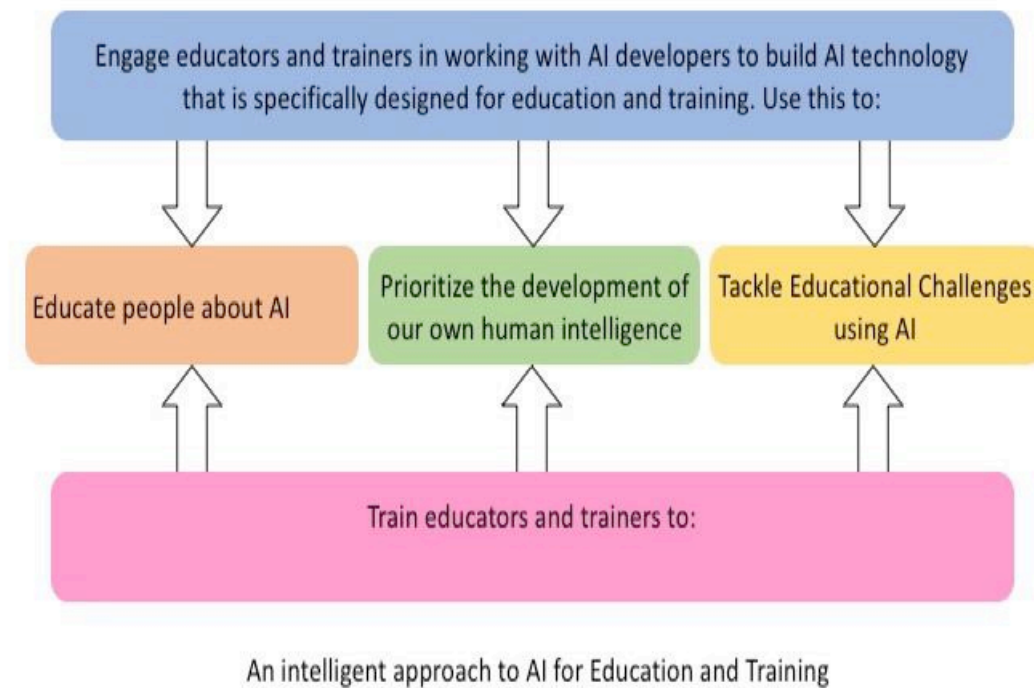 Engage educators and trainers in working with AI developers to build AI technology
that is specifically designed for education and training. Use this to:
Educate people about AI
Prioritize the development of
our own human intelligence
Tackle Educational Challenges
using AI
Train educators and trainers to:
An intelligent approach to AI for Education and Training